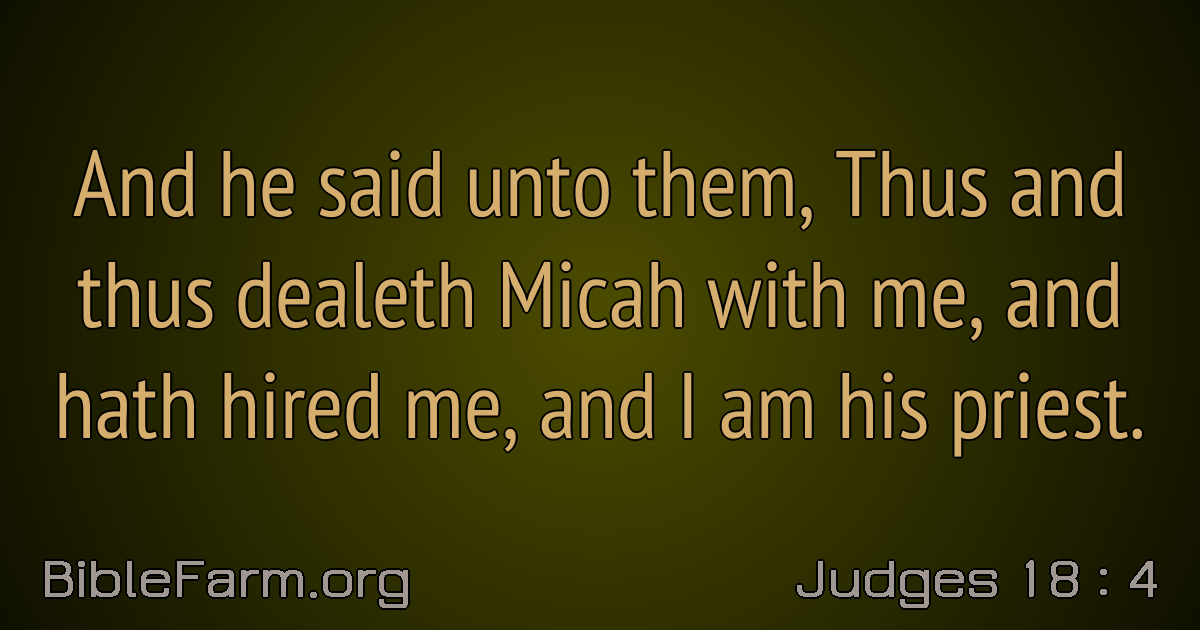 And he said unto them, Thus and
thus dealeth Micah with me, and
hath hired me, and I am his priest.
BibleFarm.org
Judges 18 : 4